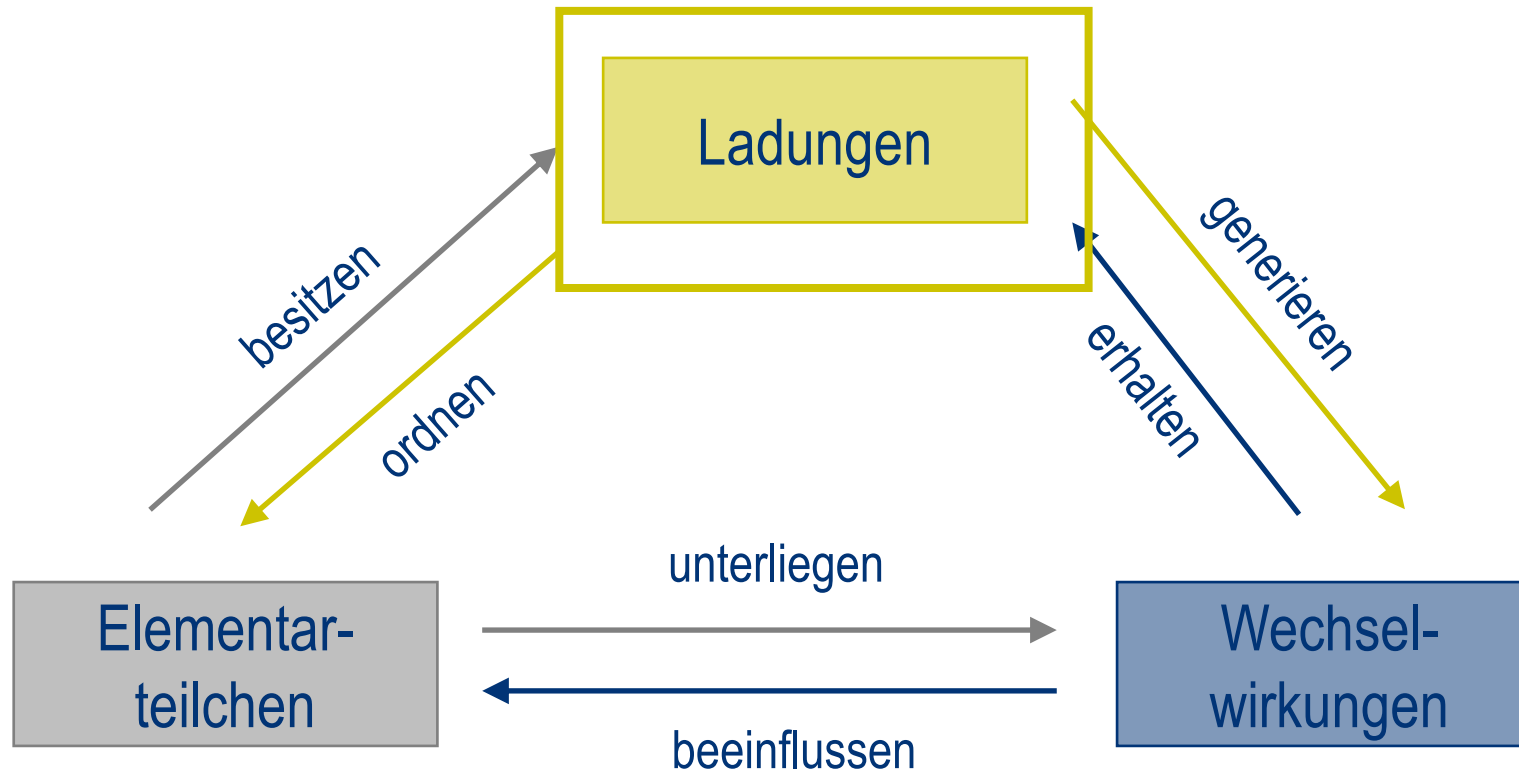 Ladungen
besitzen
ordnen
generieren
erhalten
unterliegen
Elementar-
teilchen
Wechsel-
wirkungen
beeinflussen